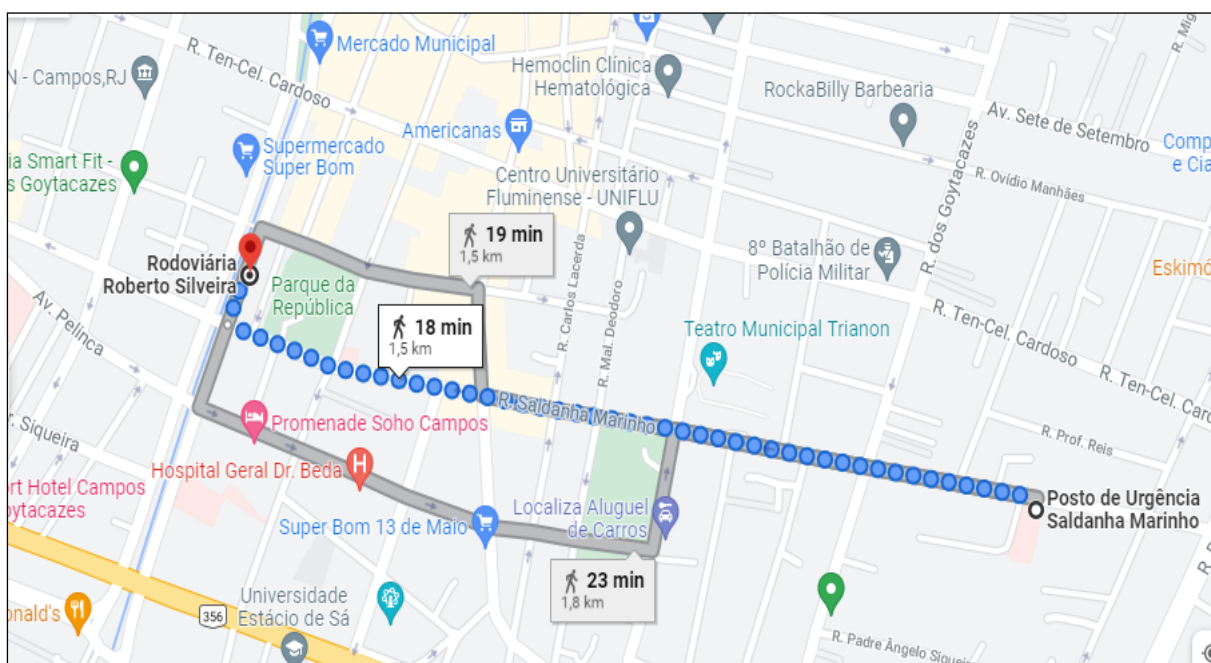 Mercado Municipal
N - Campos,RJ
R. Ten-Cel. Cardoso
Hemoclin Clínica
Hematológica
RockaBilly Barbearia
Av. Sete de Setembro
Americanas
Supermercado
Super Bom
ia Smart Fit -
s Goytacazes
Centro Universitário
Fluminense - UNIFLU
R. Ovídio Manhães
R. dos Goytacazes
Comp
e Cia
19 min
1,5 km
8º Batalhão de
Polícia Militar
Eskimó
Rodoviária
Roberto Silveira
Parque da
República
R. Carlos Lacerda
R. Mal. Deodoro
Av. Pelinca
18 min
1,5 km
Teatro Municipal Trianon
R. Ten-Cel. Cardoso
R. Ten-Cel. Card
R. Saldanha Marinho
Promenade Soho Campos
R. Prof. Reis
r. Siqueira
Hospital Geral Dr. Beda
H
ort Hotel Campos
oytacazes
Localiza Aluguel
de Carros
Posto de Urgência
Saldanha Marinho
Super Bom 13 de Maio
23 min
1,8 km
Universidade
Estácio de Sá
onald's
356
R. Padre Ângelo Siqueira